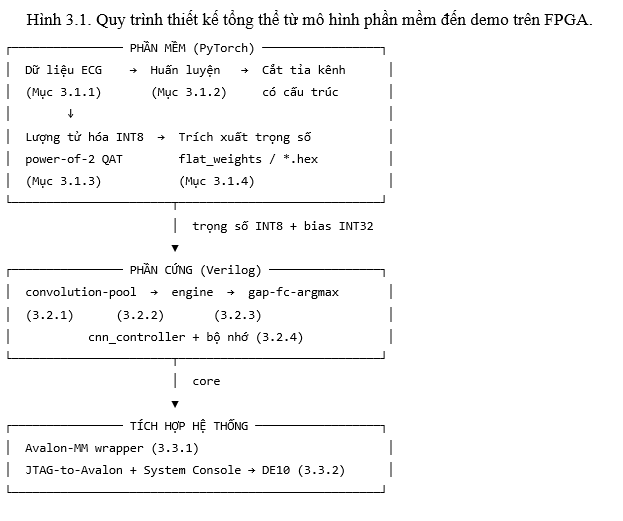 Hình 3.1. Quy trình thiết kế tổng thể từ mô hình phần mềm đến demo trên FPGA.
PHẦN MỀM (PyTorch)
Dữ liệu ECG → Huấn luyện → Cắt tỉa kênh
(Mục 3.1.1) (Mục 3.1.2) có cấu trúc
↓
Lượng tử hóa INT8 → Trích xuất trọng số
power-of-2 QAT flat_weights / *.hex
(Mục 3.1.3) (Mục 3.1.4)
trọng số INT8 + bias INT32
▼
PHẦN CỨNG (Verilog)
convolution-pool → engine → gap-fc-argmax
(3.2.1) (3.2.2) (3.2.3)
cnn_controller + bộ nhớ (3.2.4)
core
▼
TÍCH HỢP HỆ THỐNG
Avalon-MM wrapper (3.3.1)
JTAG-to-Avalon + System Console → DE10 (3.3.2)